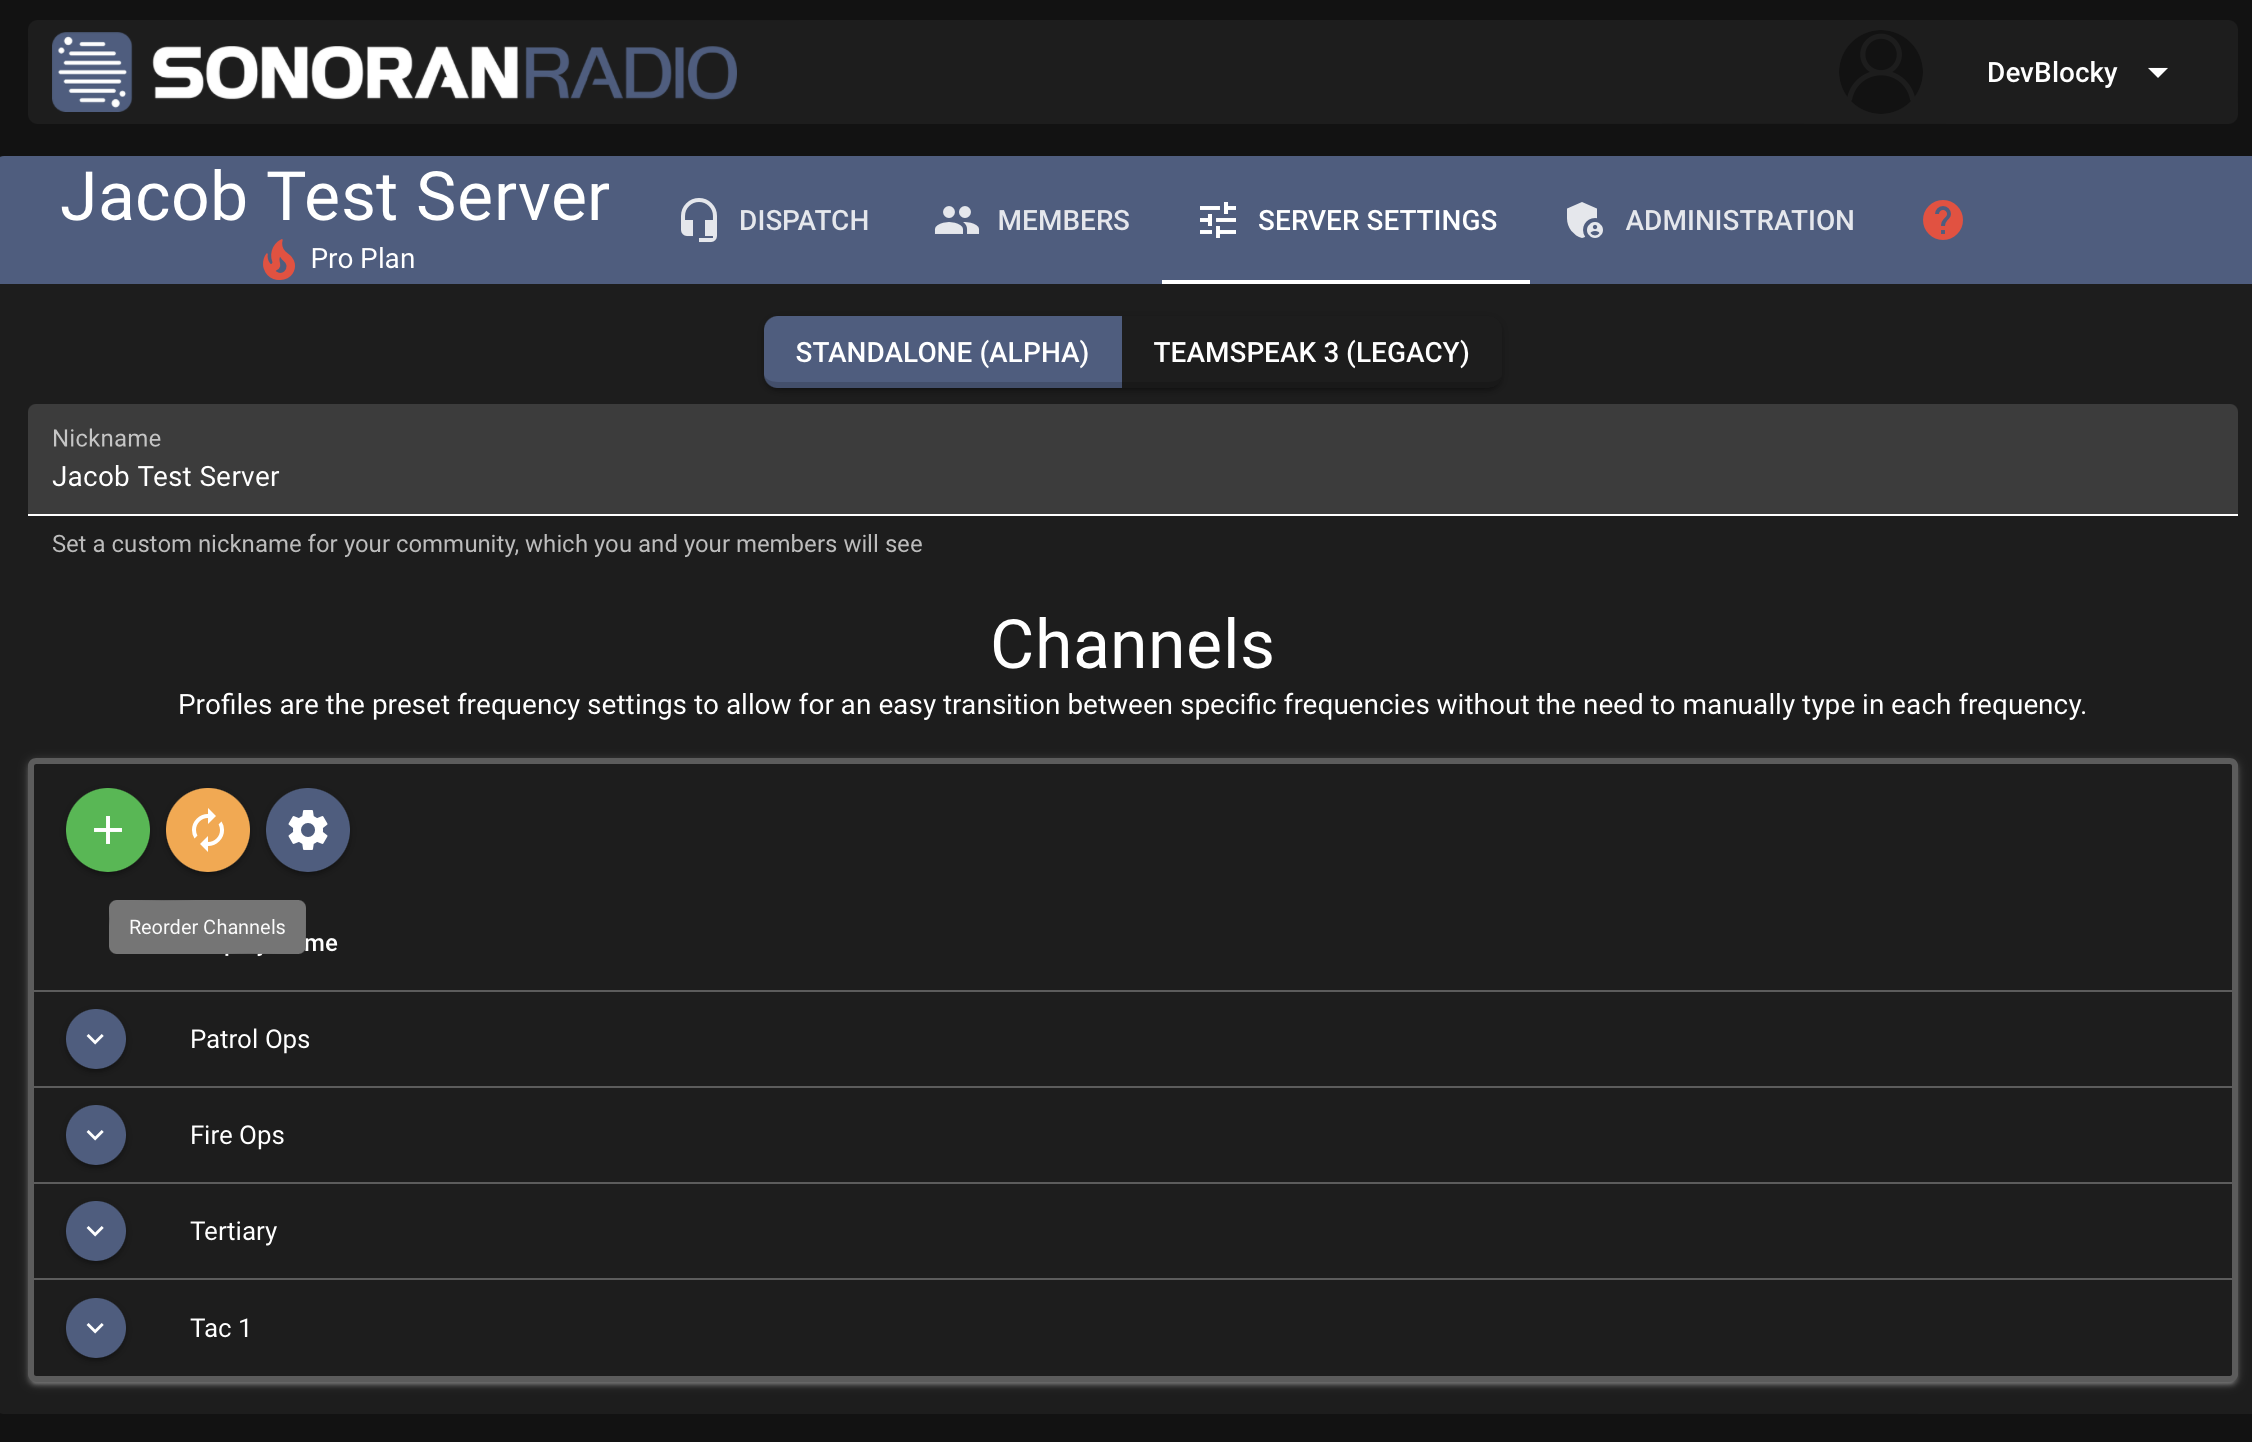 SONORANRADIO
DevBlocky
Jacob Test Server
Pro Plan
DISPATCH
MEMBERS
SERVER SETTINGS
ADMINISTRATION
STANDALONE (ALPHA)
TEAMSPEAK 3 (LEGACY)
Nickname
Jacob Test Server
Set a custom nickname for your community, which you and your members will see
Channels
Profiles are the preset frequency settings to allow for an easy transition between specific frequencies without the need to manually type in each frequency.
Reorder Channels
Patrol Ops
Fire Ops
Tertiary
Tac 1